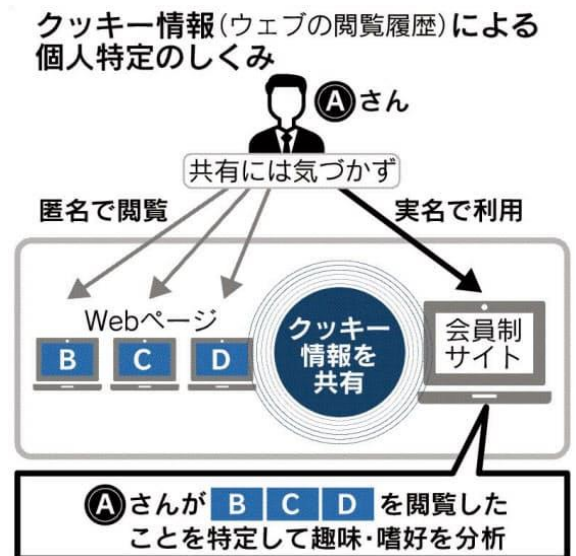 クッキー情報(ウェブの閲覧履歴)による
個人特定のしくみ
Aさん
共有には気づかず
匿名で閲覧
実名で利用
Webページ
B C D
クッキー
情報を
共有
会員制
サイト
Aさんが B C D を閲覧した
ことを特定して趣味・嗜好を分析